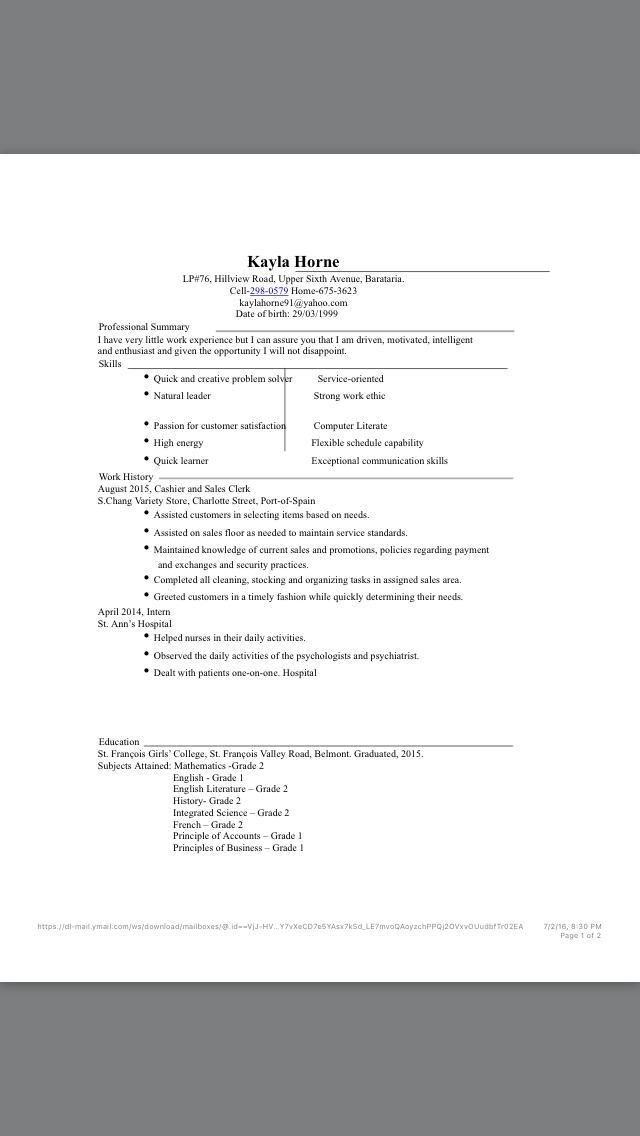 Kayla Horne
LP#76, Hillview Road, Upper Sixth Avenue, Barataria.
Cell-298-0579 Home-675-3623
kaylahorne91@yahoo.com
Date of birth: 29/03/1999
Professional Summary
I have very little work experience but I can assure you that I am driven, motivated, intelligent
and enthusiast and given the opportunity I will not disappoint.
Skills
• Quick and creative problem solver Service-oriented
• Natural leader Strong work ethic
• Passion for customer satisfaction Computer Literate
• High energy Flexible schedule capability
• Quick learner Exceptional communication skills
Work History
August 2015, Cashier and Sales Clerk
S.Chang Variety Store, Charlotte Street, Port-of-Spain
• Assisted customers in selecting items based on needs.
• Assisted on sales floor as needed to maintain service standards.
• Maintained knowledge of current sales and promotions, policies regarding payment
and exchanges and security practices.
• Completed all cleaning, stocking and organizing tasks in assigned sales area.
• Greeted customers in a timely fashion while quickly determining their needs.
April 2014, Intern
St. Ann’s Hospital
• Helped nurses in their daily activities.
• Observed the daily activities of the psychologists and psychiatrist.
• Dealt with patients one-on-one. Hospital
Education
St. François Girls’ College, St. François Valley Road, Belmont. Graduated, 2015.
Subjects Attained: Mathematics -Grade 2
English - Grade 1
English Literature – Grade 2
History- Grade 2
Integrated Science – Grade 2
French – Grade 2
Principle of Accounts – Grade 1
Principles of Business – Grade 1
https://dl-mail.ymail.com/ws/download/mailboxes/@.id==VjJ-HV…Y7vXeCD7e5YAsx7kSd_LE7mvoQAoyzchPPQj2OVxvOUudbfTr02EA 7/2/16, 8:30 PM
Page 1 of 2